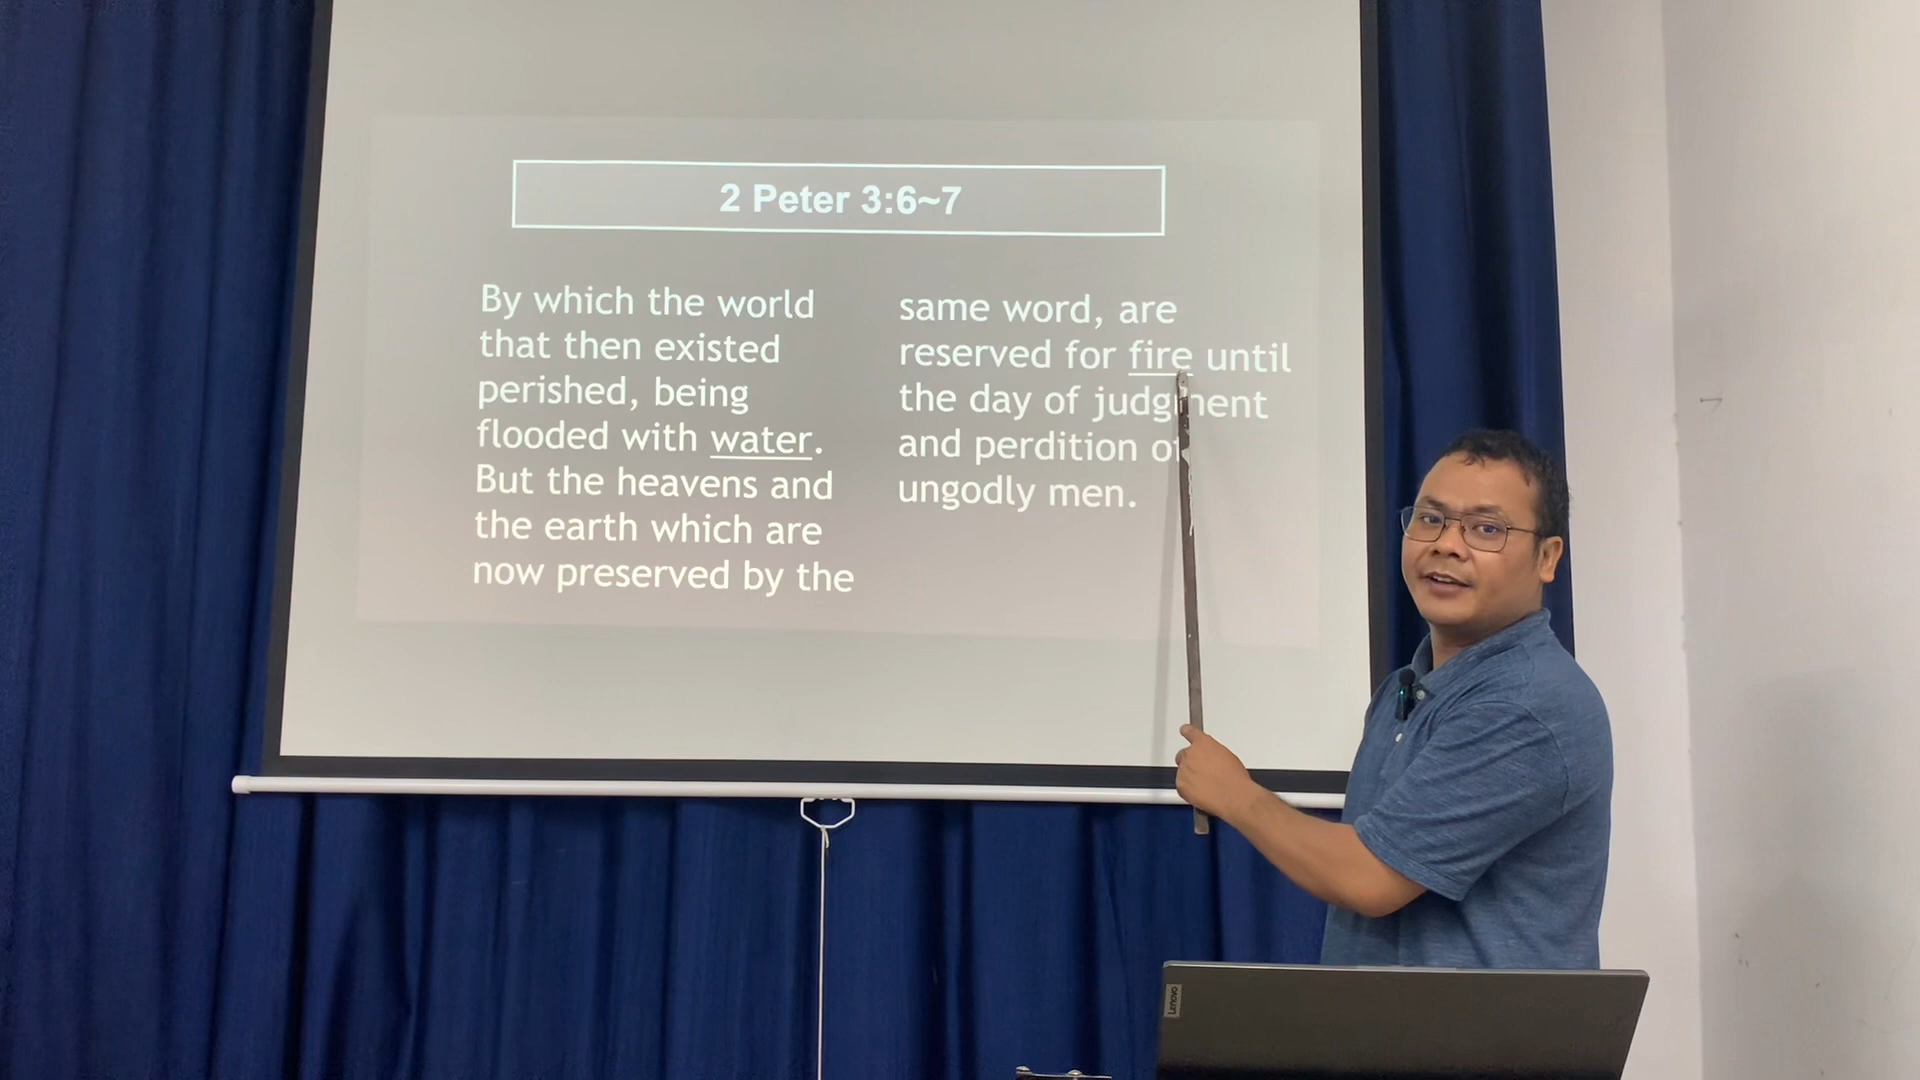 2 Peter 3:6~7
By which the world
that then existed
perished, being
flooded with water.
But the heavens and
the earth which are
now preserved by the
same word, are
reserved for fire until
the day of judgment
and perdition of
ungodly men.
Lenovo